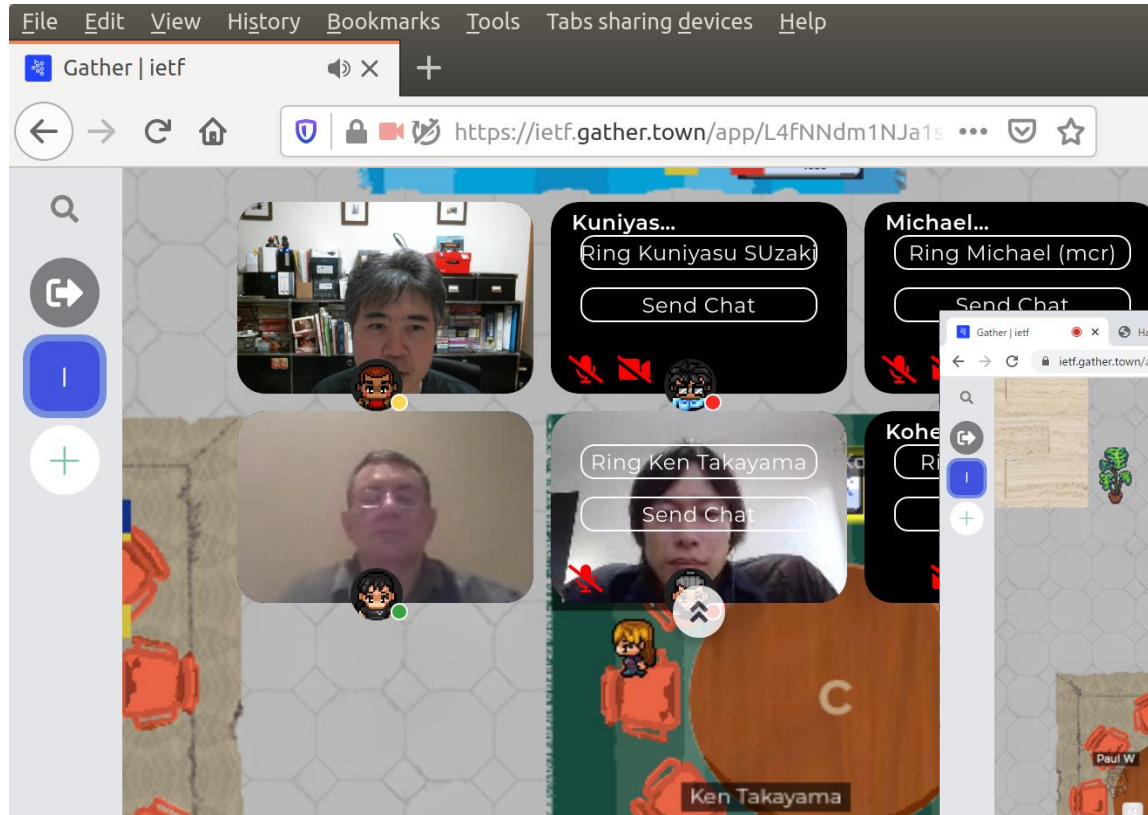 File Edit View History Bookmarks Tools Tabs sharing devices Help
Gather | ietf
https://ietf.gather.town/app/L4fNNdm1NJa1s
I
Kuniyas...
Ring Kuniyasu SUzaki
Send Chat
Michael...
Ring Michael (mcr)
Send Chat
Ring Ken Takayama
Send Chat
Kohe
Ri
C
Ken Takayama
Gather | ietf
Ha
ietf.gather.town/a
I
Paul W